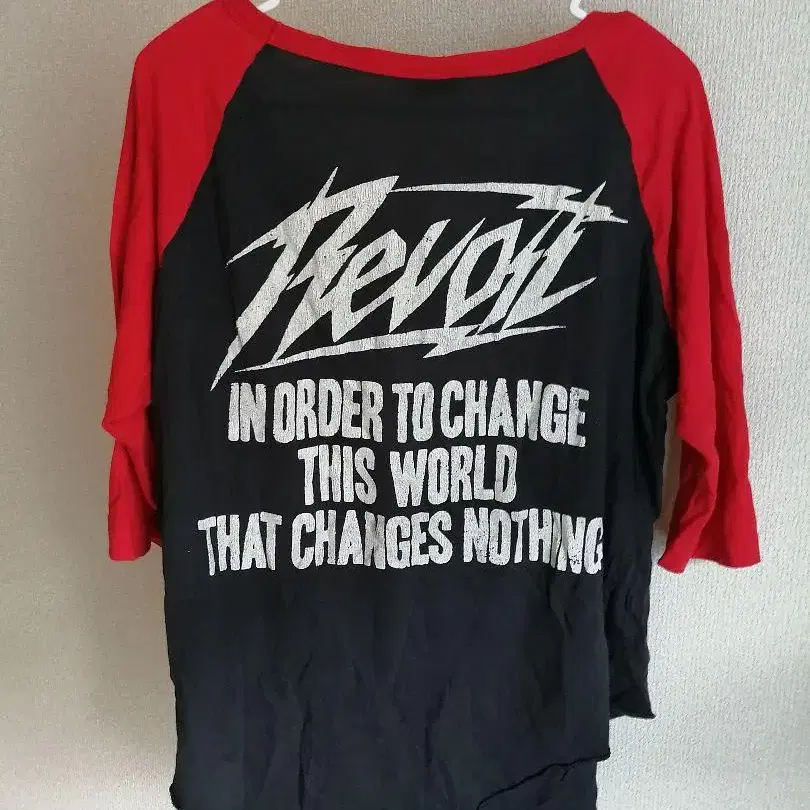 Revolt
IN ORDER TO CHANGE
THIS WORLD
THAT CHANGES NOTHING